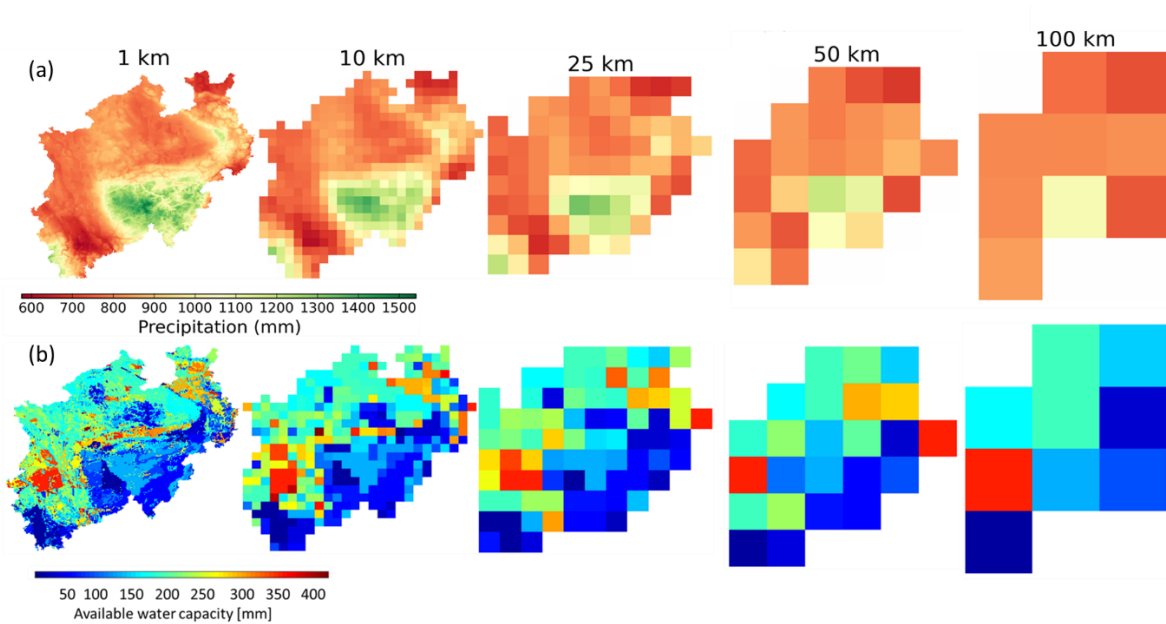 (a)
1 km
10 km
25 km
50 km
100 km
600 700 800 900 1000 1100 1200 1300 1400 1500
Precipitation (mm)
(b)
50 100 150 200 250 300 350 400
Available water capacity [mm]